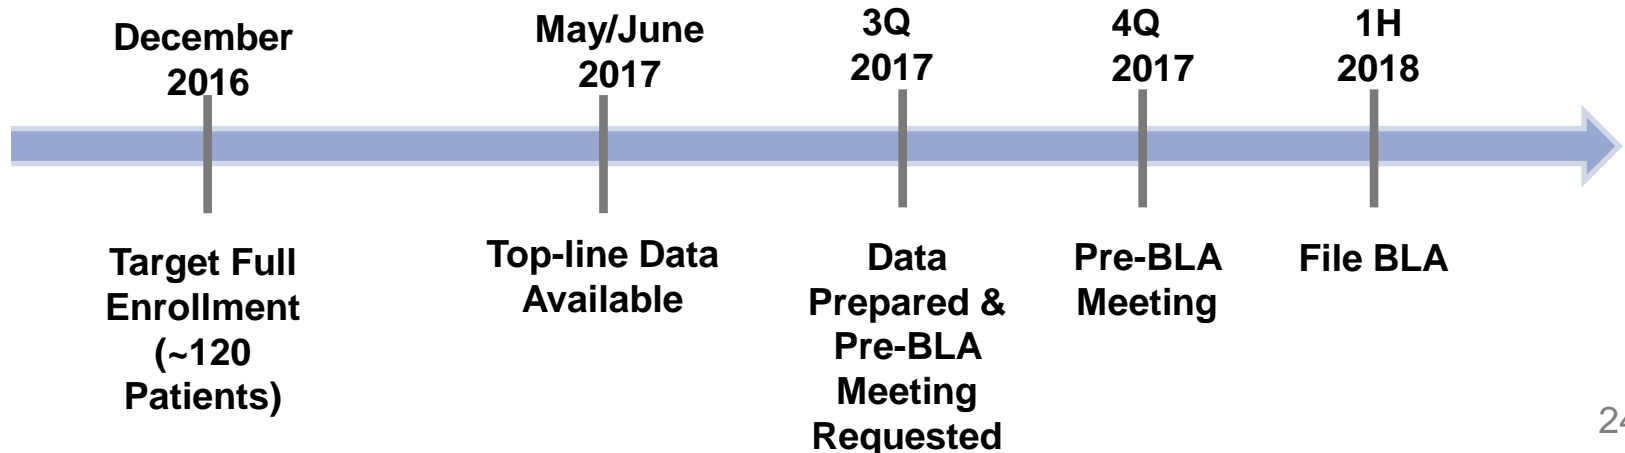 December
2016
May/June
2017
3Q
2017
4Q
2017
1H
2018
Target Full
Enrollment
(~120
Patients)
Top-line Data
Available
Data
Prepared &
Pre-BLA
Meeting
Requested
Pre-BLA
Meeting
File BLA
24